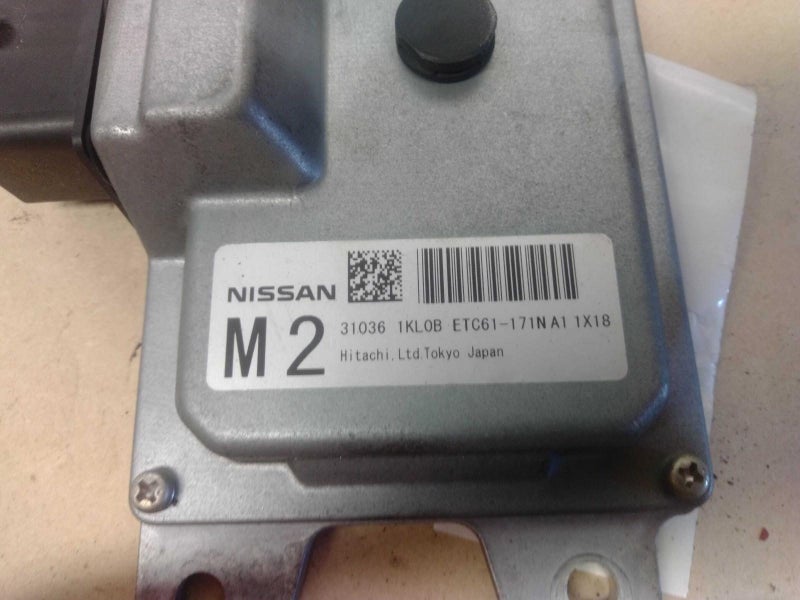 NISSAN
M2
31036 1KL0B ETC61-171N A1 1X18
Hitachi,Ltd.Tokyo Japan